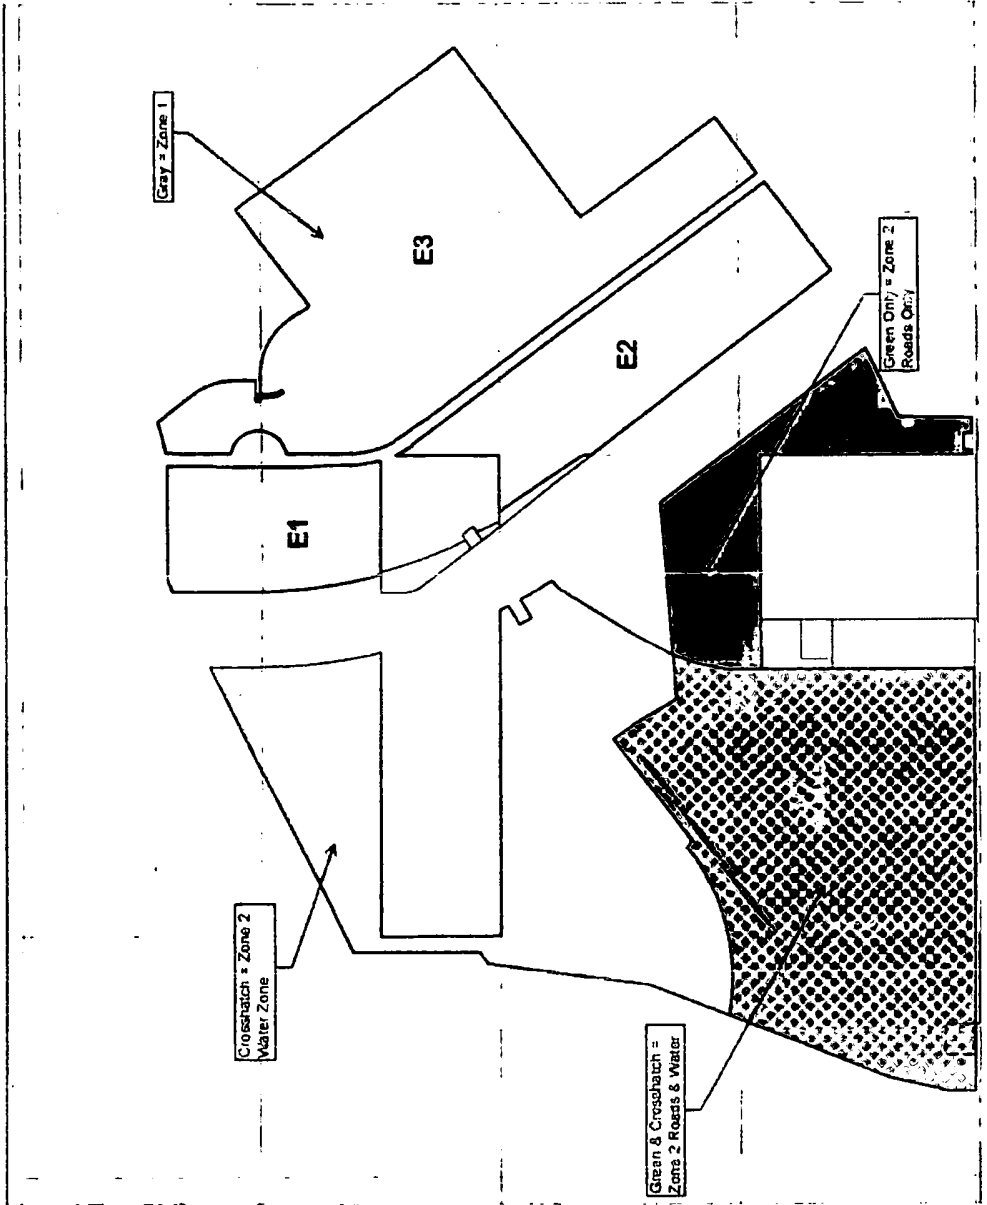 Gray = Zone 1
E3
E2
E1
Green Only = Zone 2
Roads Only
Crosshatch = Zone 2
Water Zone
Green & Crosshatch =
Zone 2 Roads & Water